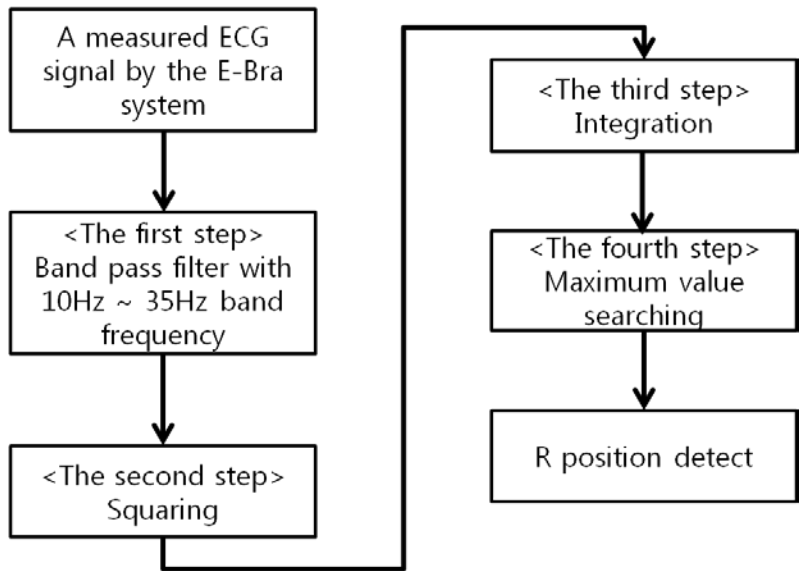 A measured ECG
signal by the E-Bra
system
<The first step>
Band pass filter with
10Hz ~ 35Hz band
frequency
<The second step>
Squaring
<The third step>
Integration
<The fourth step>
Maximum value
searching
R position detect